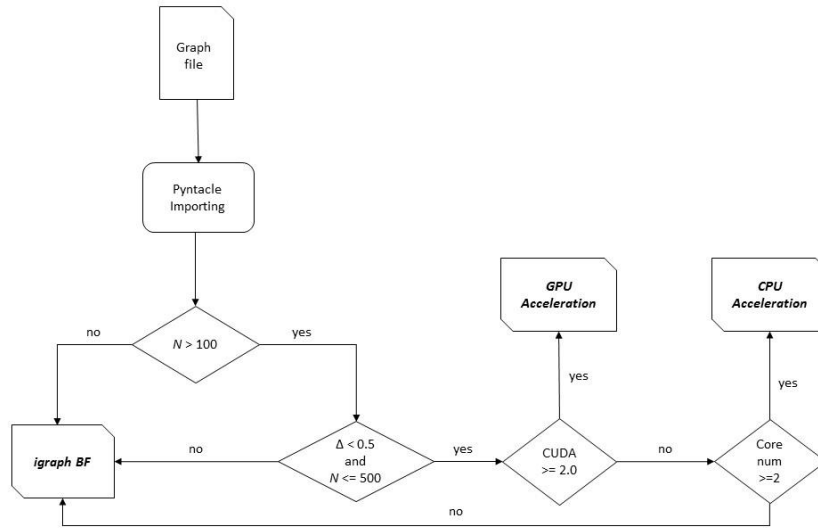 Graph
file
Pyntacle
Importing
GPU
Acceleration
CPU
Acceleration
no
N > 100
yes
yes
yes
igraph BF
no
Δ < 0.5
and
N <= 500
yes
CUDA
>= 2.0
no
Core
num
>=2
no